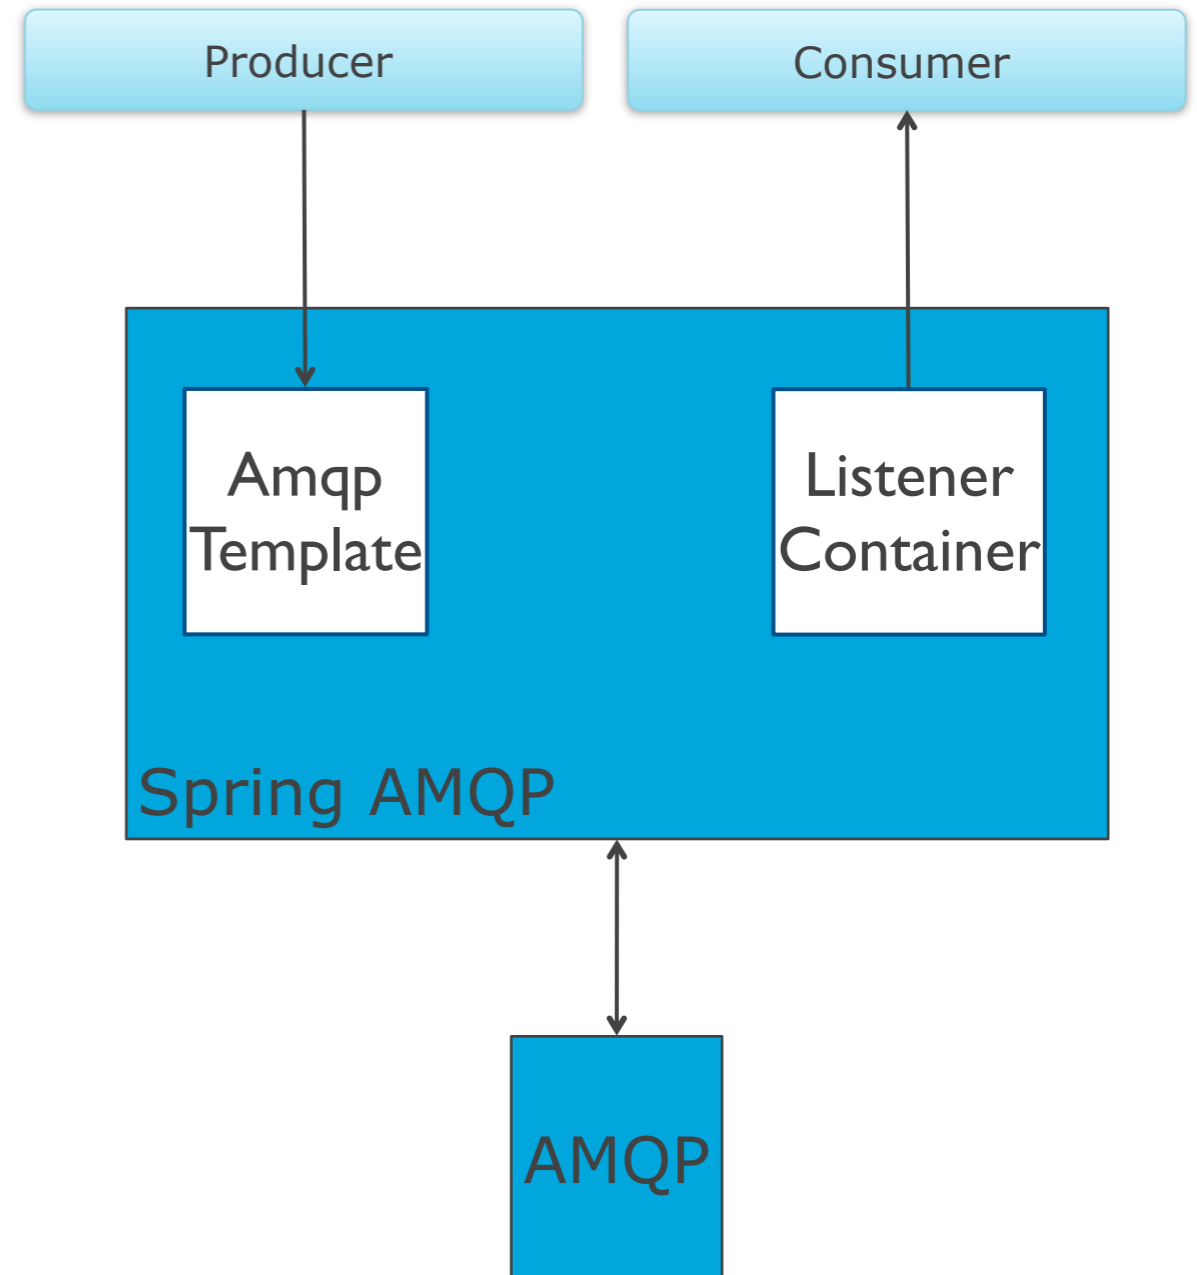 Producer
Consumer
Amqp
Template
Listener
Container
Spring AMQP
AMQP